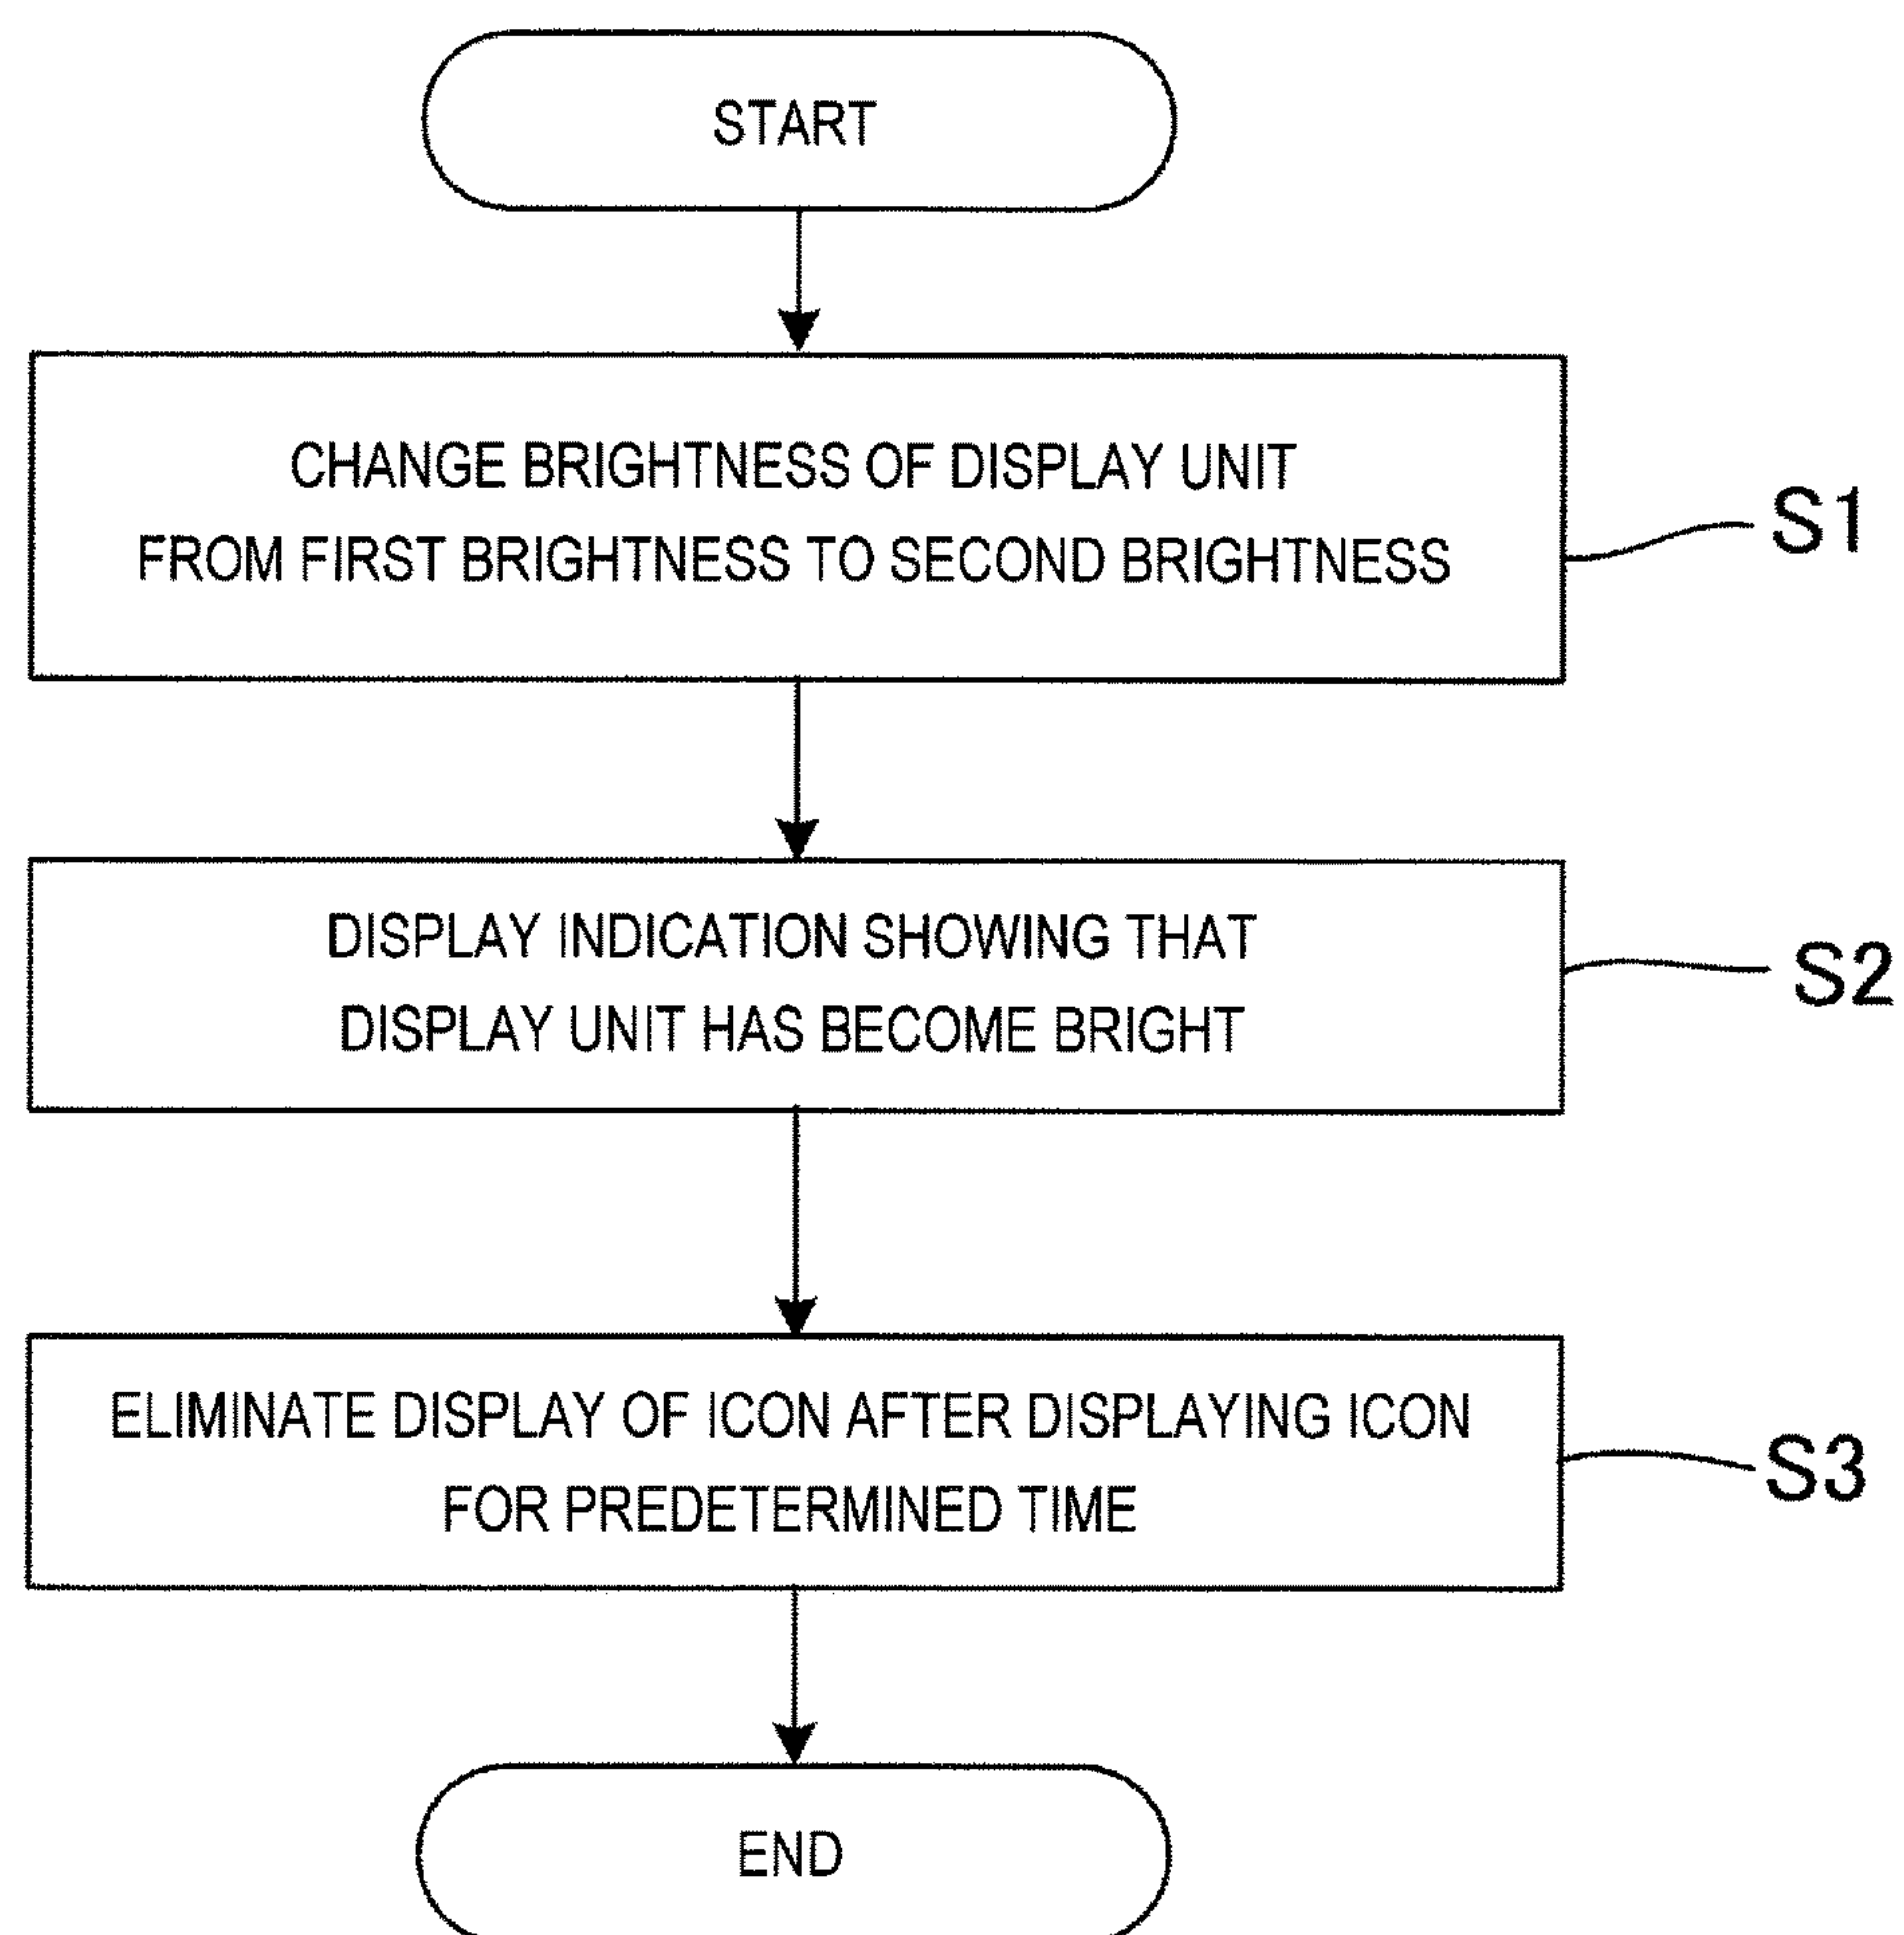 START
CHANGE BRIGHTNESS OF DISPLAY UNIT
FROM FIRST BRIGHTNESS TO SECOND BRIGHTNESS
S1
DISPLAY INDICATION SHOWING THAT
DISPLAY UNIT HAS BECOME BRIGHT
S2
ELIMINATE DISPLAY OF ICON AFTER DISPLAYING ICON
FOR PREDETERMINED TIME
S3
END